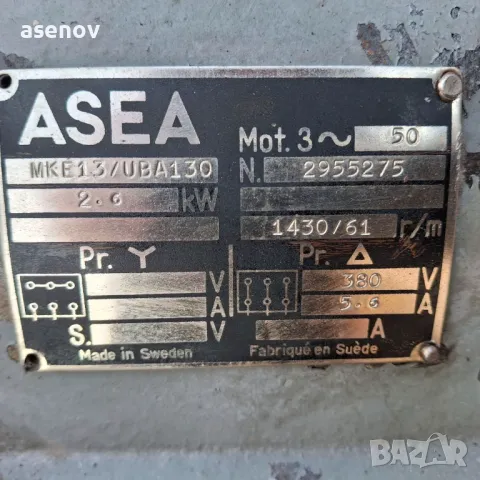 asenov
ASEA
Mot. 3~ 50
MKE13/UBA130 N. 2955275
2.6 kW
1430/61 r/m
Pr. Y Pr. Δ
V 380 V
A 5.6 A
S. V A
Made in Sweden Fabriqué en Suède
BAZAR